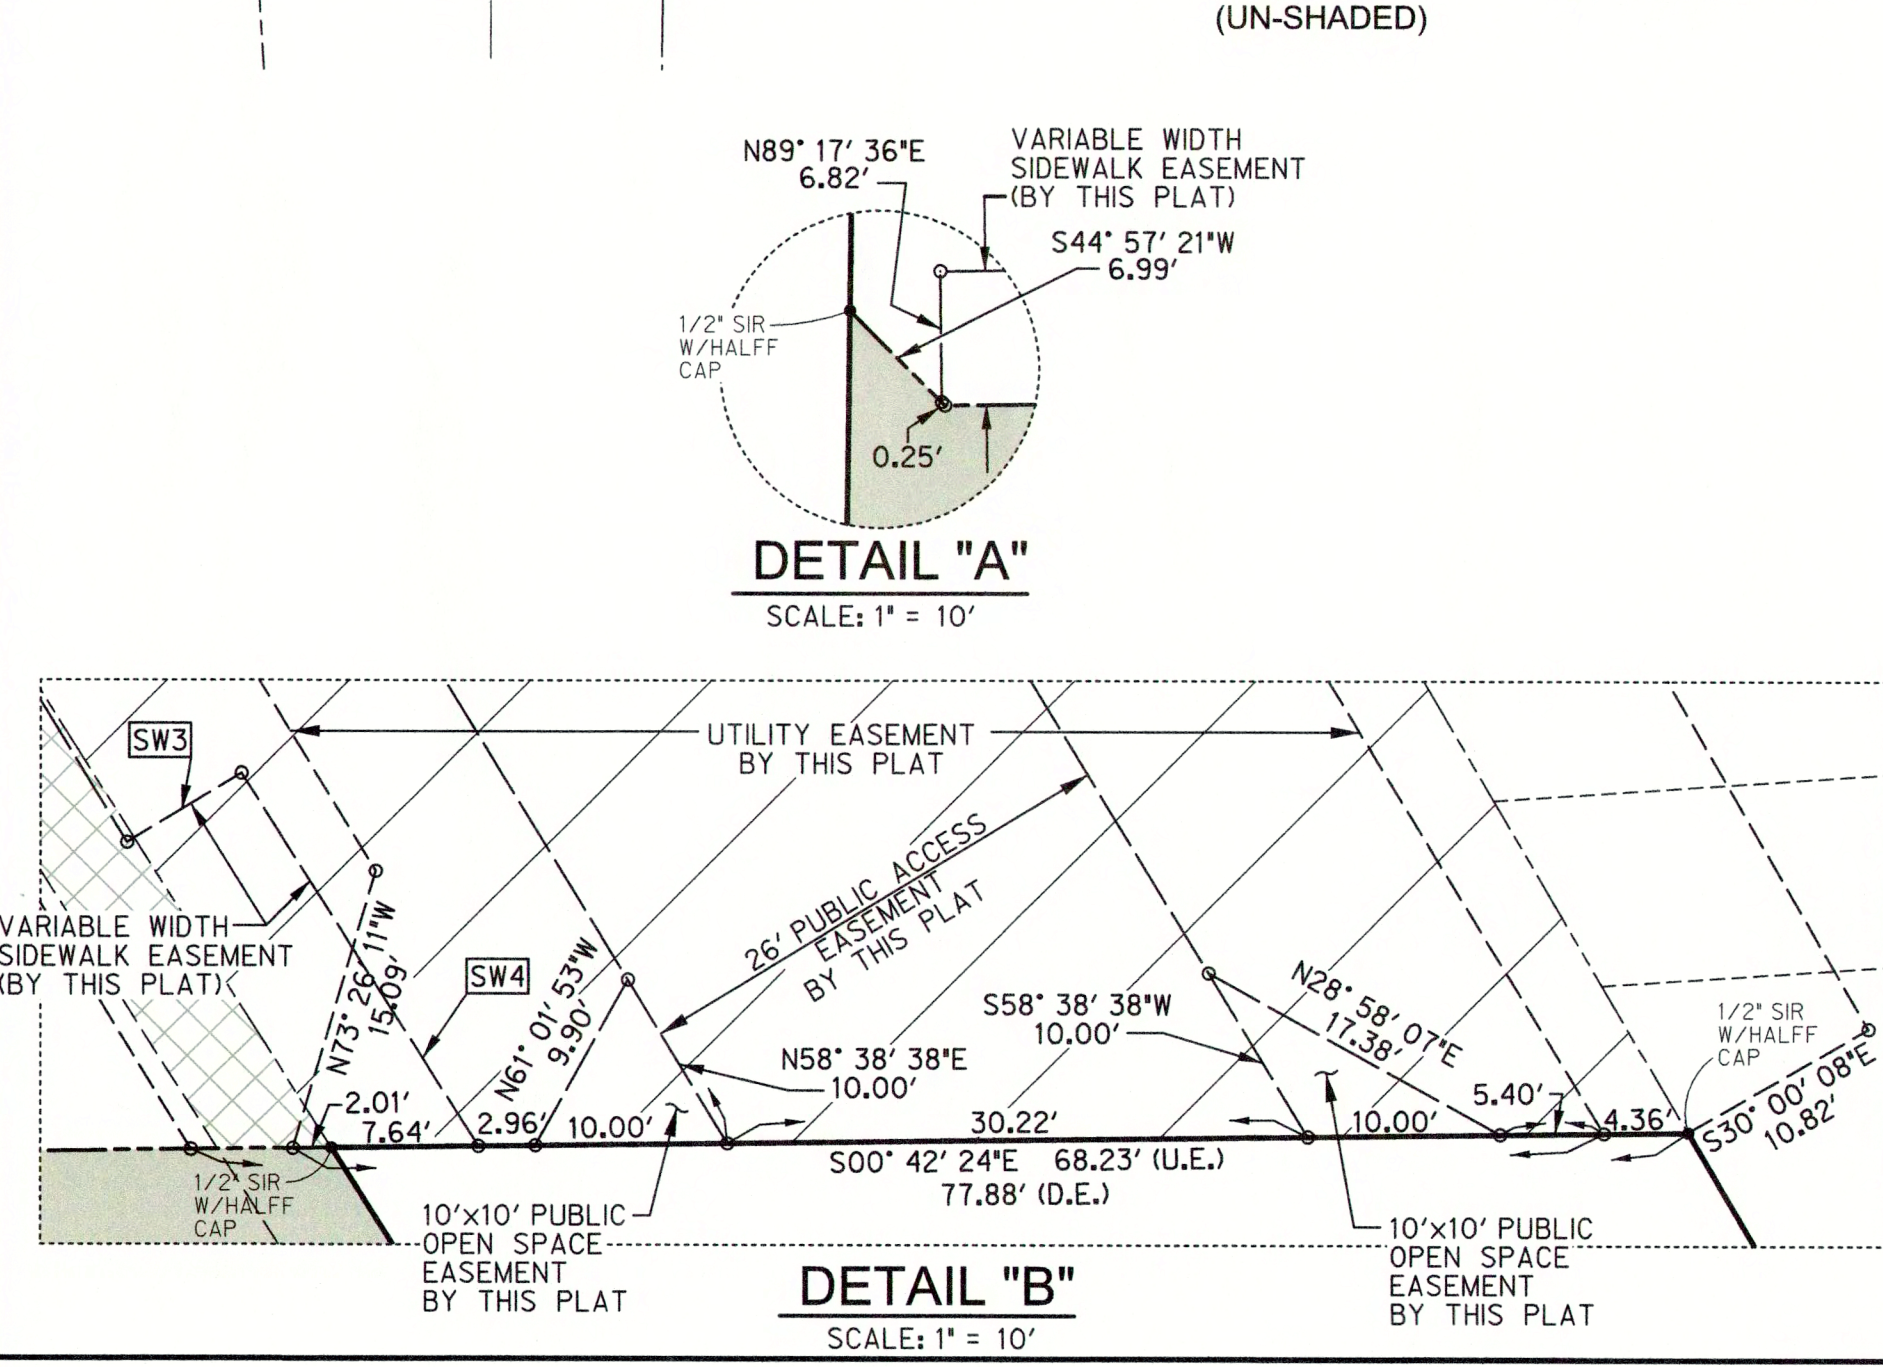 (UN-SHADED)
N89° 17' 36"E
6.82'
VARIABLE WIDTH
SIDEWALK EASEMENT
(BY THIS PLAT)
S44° 57' 21"W
6.99'
1/2" SIR
W/HALFF
CAP
0.25'
DETAIL "A"
SCALE: 1" = 10'
SW3
UTILITY EASEMENT
BY THIS PLAT
VARIABLE WIDTH
SIDEWALK EASEMENT
(BY THIS PLAT)
N73° 26' 11"W
15.09'
SW4
N61° 01' 53"W
9.90'
26' PUBLIC ACCESS
EASEMENT
BY THIS PLAT
S58° 38' 38"W
10.00'
N58° 38' 38"E
10.00'
N28° 58' 07"E
17.38'
1/2" SIR
W/HALFF
CAP
S30° 00' 08"E
10.82'
2.01'
7.64'
2.96'
10.00'
30.22'
10.00'
5.40'
4.36'
S00° 42' 24"E 68.23' (U.E.)
77.88' (D.E.)
1/2" SIR
W/HALFF
CAP
10'x10' PUBLIC
OPEN SPACE
EASEMENT
BY THIS PLAT
10'x10' PUBLIC
OPEN SPACE
EASEMENT
BY THIS PLAT
DETAIL "B"
SCALE: 1" = 10'